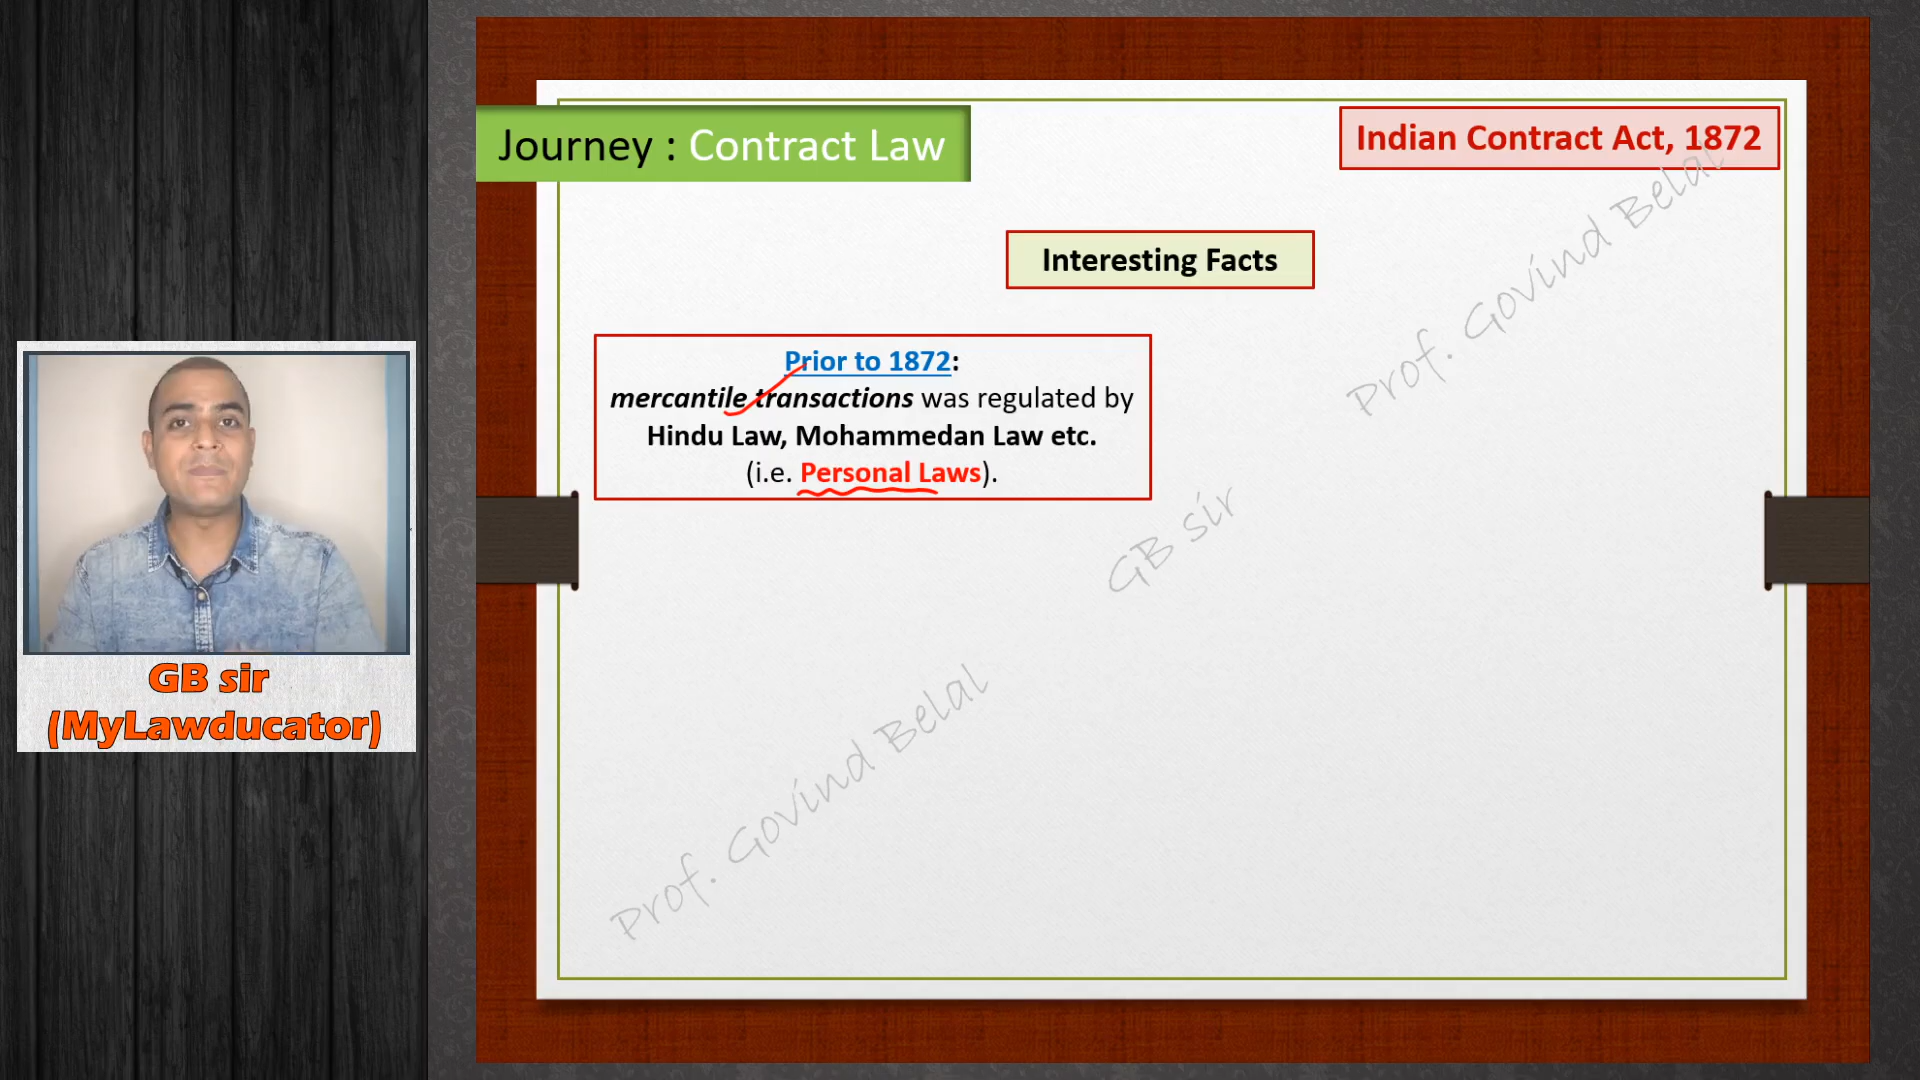 Journey : Contract Law
Indian Contract Act, 1872
Interesting Facts
Prior to 1872:
mercantile transactions was regulated by
Hindu Law, Mohammedan Law etc.
(i.e. Personal Laws).
Prof. Govind Belal
GB sir
Prof. Govind Belal
GB sir
(MyLawducator)